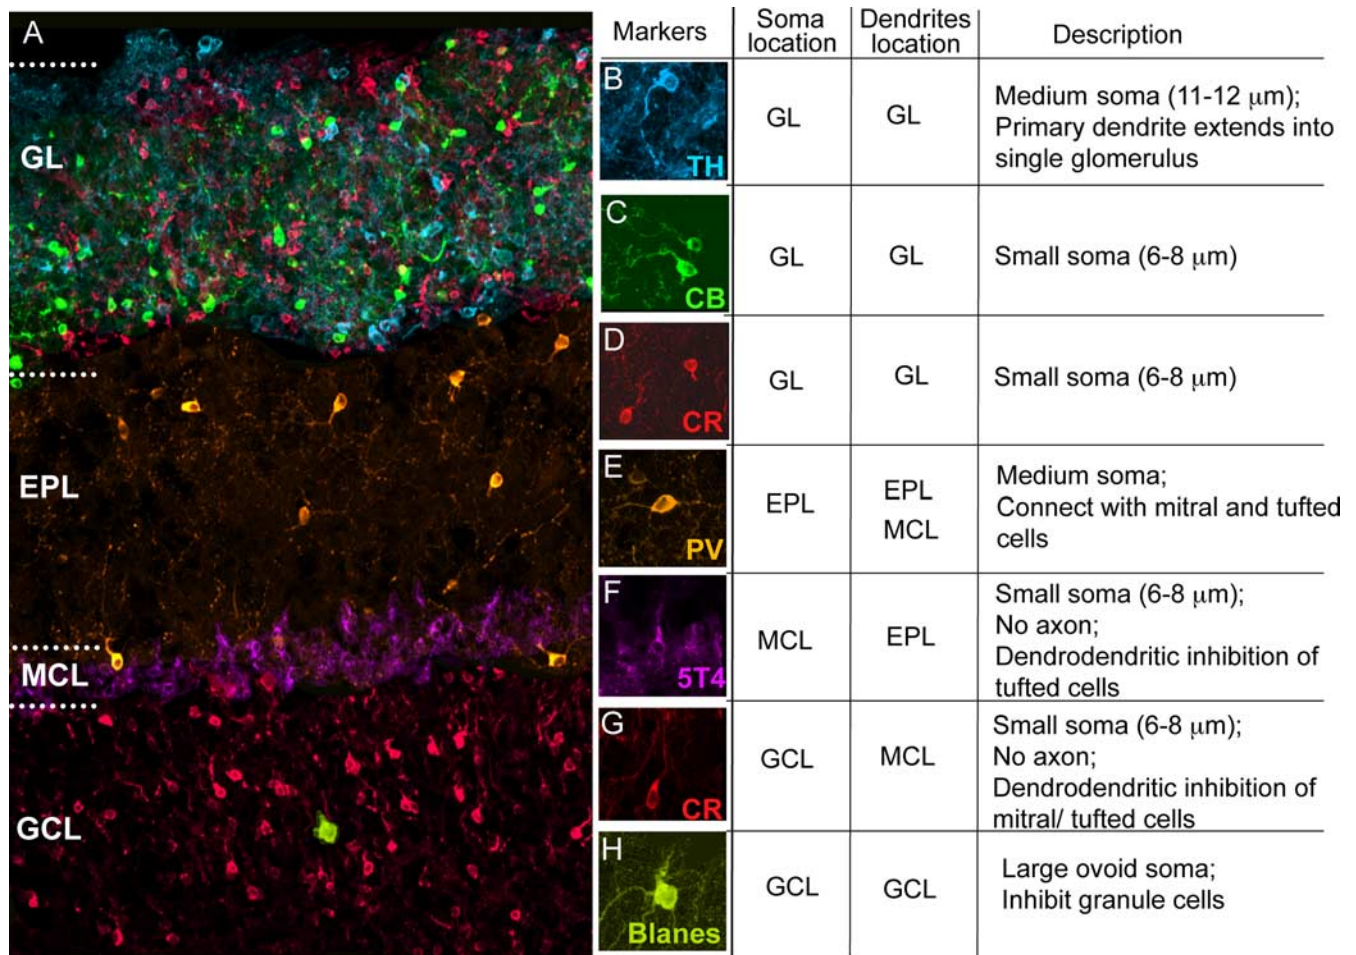 A
GL
EPL
MCL
GCL
Markers
Soma location
Dendrites location
Description
B
TH
GL
GL
Medium soma (11-12 μm);
Primary dendrite extends into
single glomerulus
C
CB
GL
GL
Small soma (6-8 μm)
D
CR
GL
GL
Small soma (6-8 μm)
E
PV
EPL
EPL
MCL
Medium soma;
Connect with mitral and tufted
cells
F
5T4
MCL
EPL
Small soma (6-8 μm);
No axon;
Dendrodendritic inhibition of
tufted cells
G
CR
GCL
MCL
Small soma (6-8 μm);
No axon;
Dendrodendritic inhibition of
mitral/ tufted cells
H
Blanes
GCL
GCL
Large ovoid soma;
Inhibit granule cells